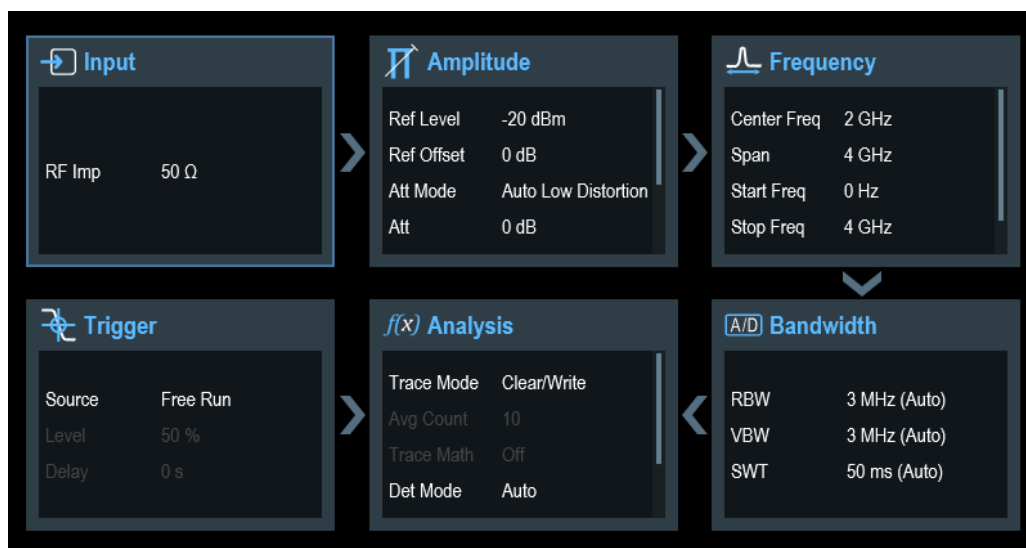 Input
RF Imp 50 Ω
Amplitude
Ref Level -20 dBm
Ref Offset 0 dB
Att Mode Auto Low Distortion
Att 0 dB
Frequency
Center Freq 2 GHz
Span 4 GHz
Start Freq 0 Hz
Stop Freq 4 GHz
Trigger
Source Free Run
Level 50 %
Delay 0 s
f(x) Analysis
Trace Mode Clear/Write
Avg Count 10
Trace Math Off
Det Mode Auto
A/D Bandwidth
RBW 3 MHz (Auto)
VBW 3 MHz (Auto)
SWT 50 ms (Auto)